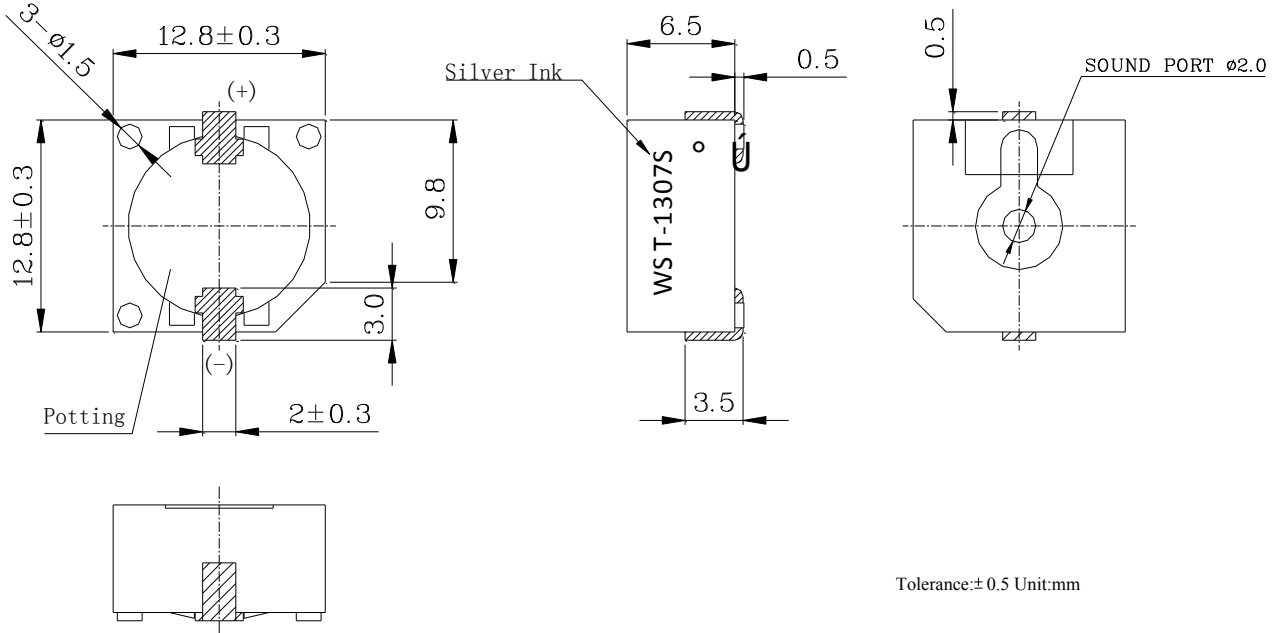 3-ø1.5
12.8±0.3
(+)
12.8±0.3
9.8
3.0
(-)
2±0.3
Potting
6.5
0.5
Silver Ink
WST-1307S
3.5
0.5
SOUND PORT ø2.0
Tolerance:± 0.5 Unit:mm